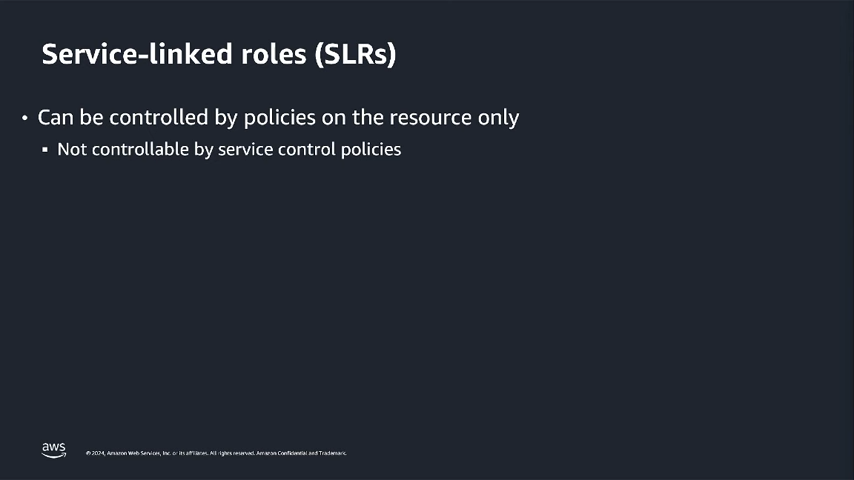 Service-linked roles (SLRs)
• Can be controlled by policies on the resource only
▪ Not controllable by service control policies
aws
© 2024, Amazon Web Services, Inc. or its affiliates. All rights reserved. Amazon Confidential and Trademark.